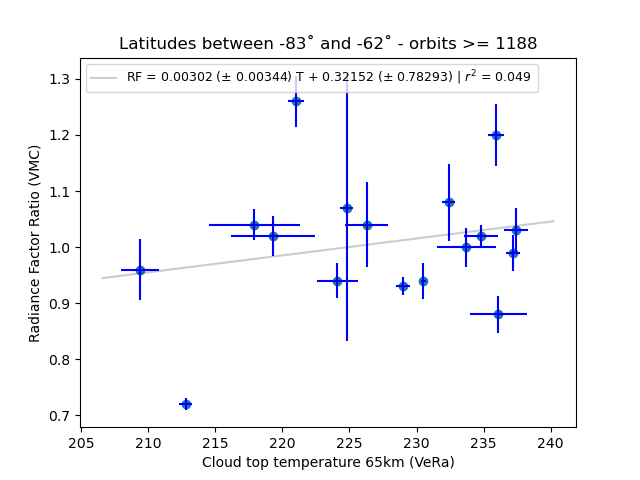 Latitudes between -83˚ and -62˚ - orbits >= 1188
RF = 0.00302 (± 0.00344) T + 0.32152 (± 0.78293) | r² = 0.049
1.3
1.2
1.1
1.0
0.9
0.8
0.7
Radiance Factor Ratio (VMC)
205 210 215 220 225 230 235 240
Cloud top temperature 65km (VeRa)